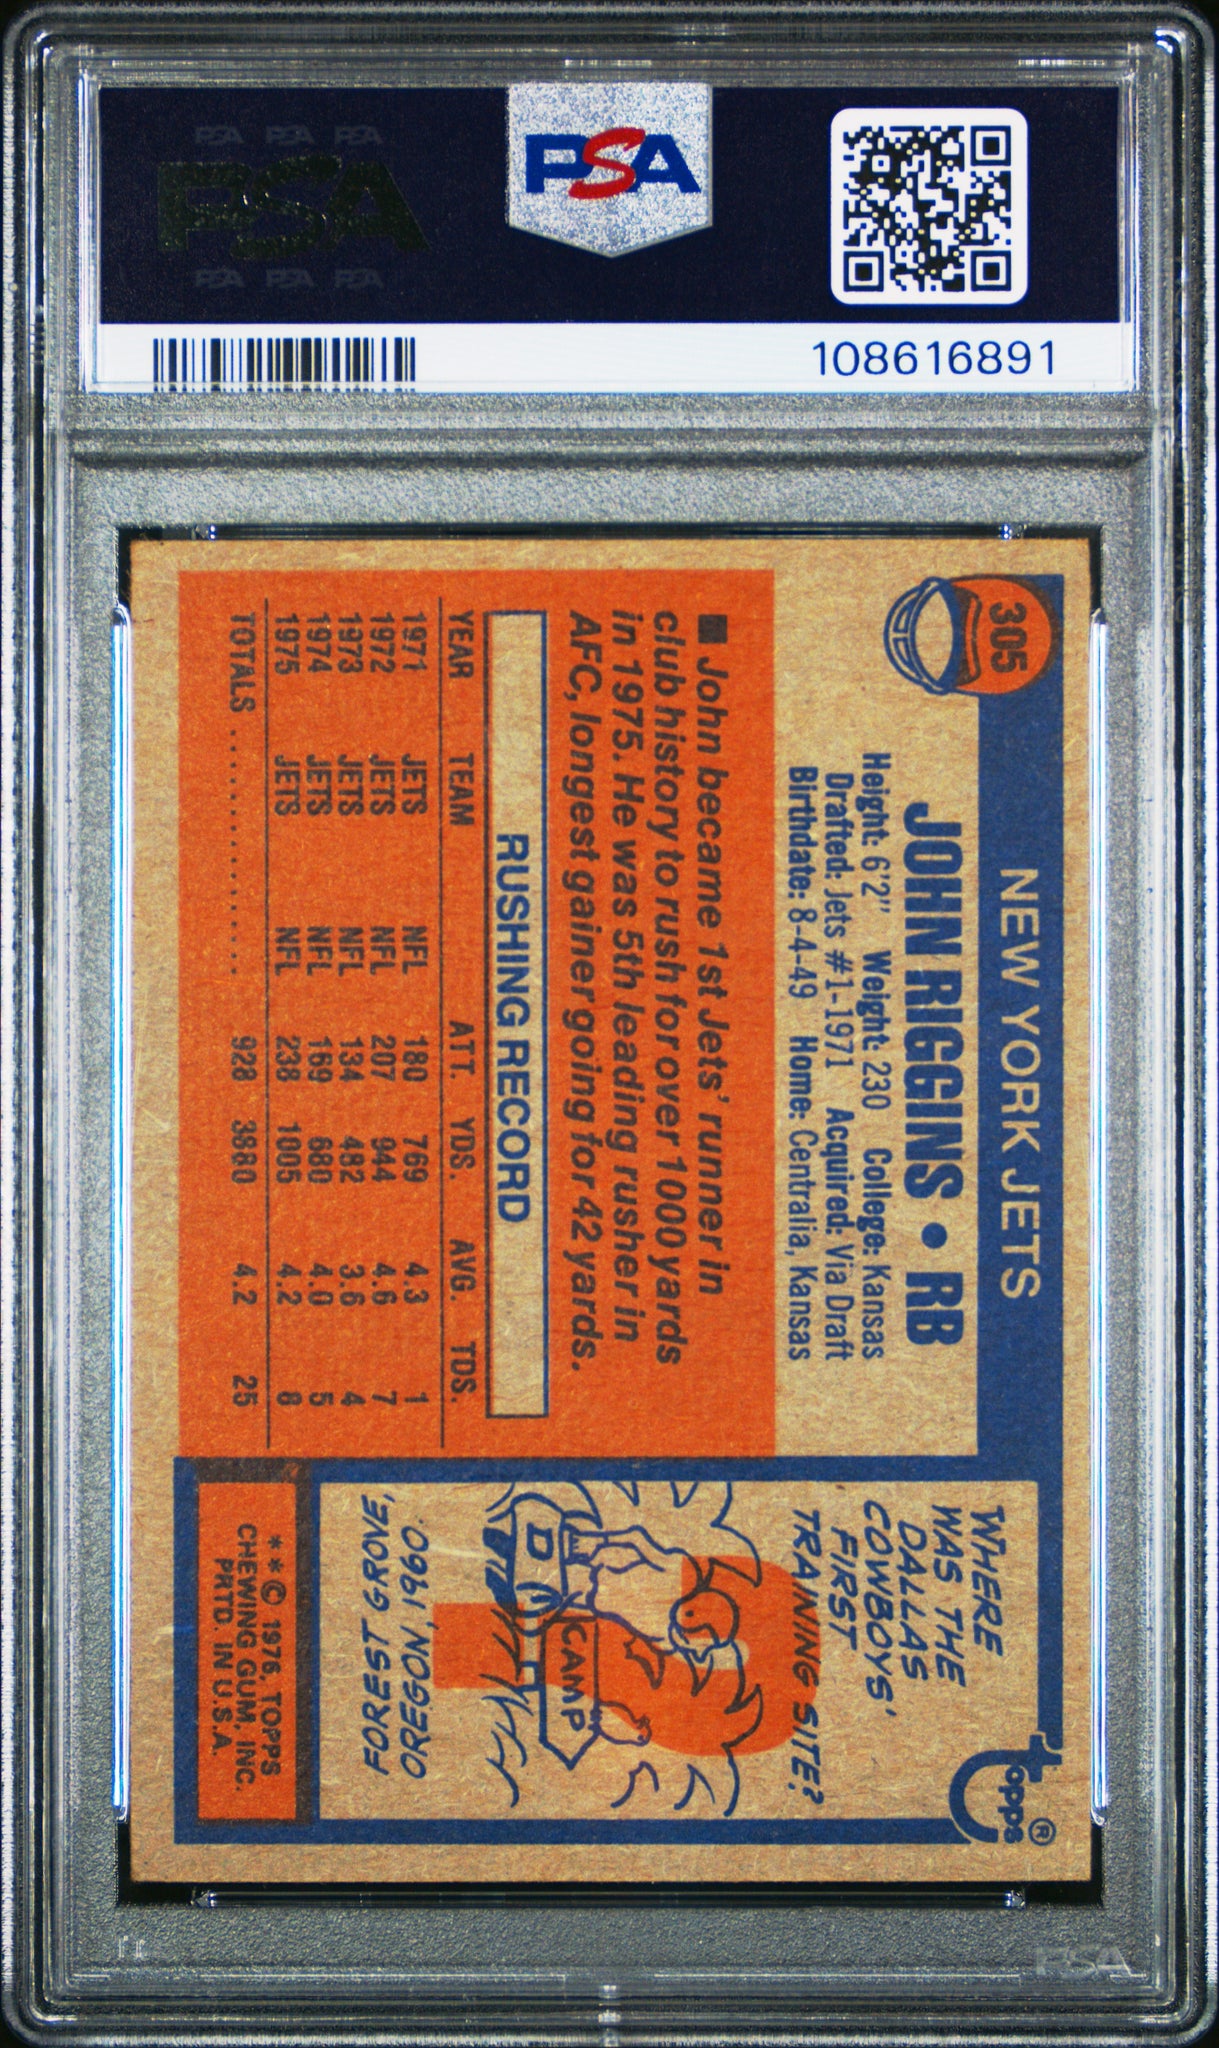 PSA PSA PSA
PSA
PSA PSA PSA
PSA
108616891
305
NEW YORK JETS
JOHN RIGGINS • RB
Height: 6'2" Weight: 230 College: Kansas
Drafted: Jets #1-1971 Acquired: Via Draft
Birthdate: 8-4-49 Home: Centralia, Kansas
■ John became 1st Jets' runner in
club history to rush for over 1000 yards
in 1975. He was 5th leading rusher in
AFC, longest gainer going for 42 yards.
RUSHING RECORD
YEAR TEAM ATT. YDS. AVG. TDS.
1971 JETS NFL 180 769 4.3 1
1972 JETS NFL 207 944 4.6 7
1973 JETS NFL 134 482 3.6 4
1974 JETS NFL 169 680 4.0 5
1975 JETS NFL 238 1005 4.2 8
TOTALS ................ 928 3880 4.2 25
topps®
WHERE
WAS THE
DALLAS
COWBOYS'
FIRST
TRAINING SITE?
CAMP
D
FOREST GROVE,
OREGON, 1960.
**© 1976, TOPPS
CHEWING GUM, INC.
PRTD. IN U.S.A.
PSA